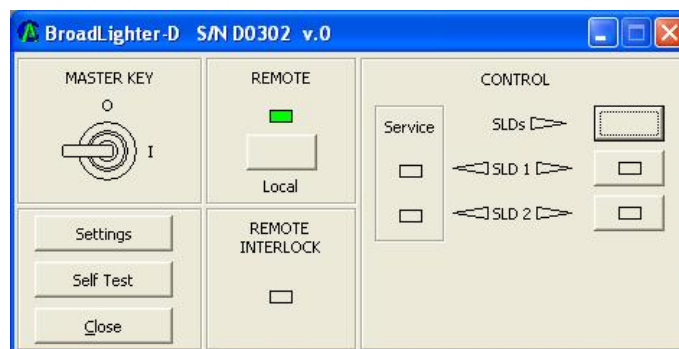 BroadLighter-D S/N D0302 v.0
MASTER KEY
O
I
REMOTE
Local
CONTROL
Service
SLDs
SLD 1
SLD 2
Settings
Self Test
Close
REMOTE
INTERLOCK